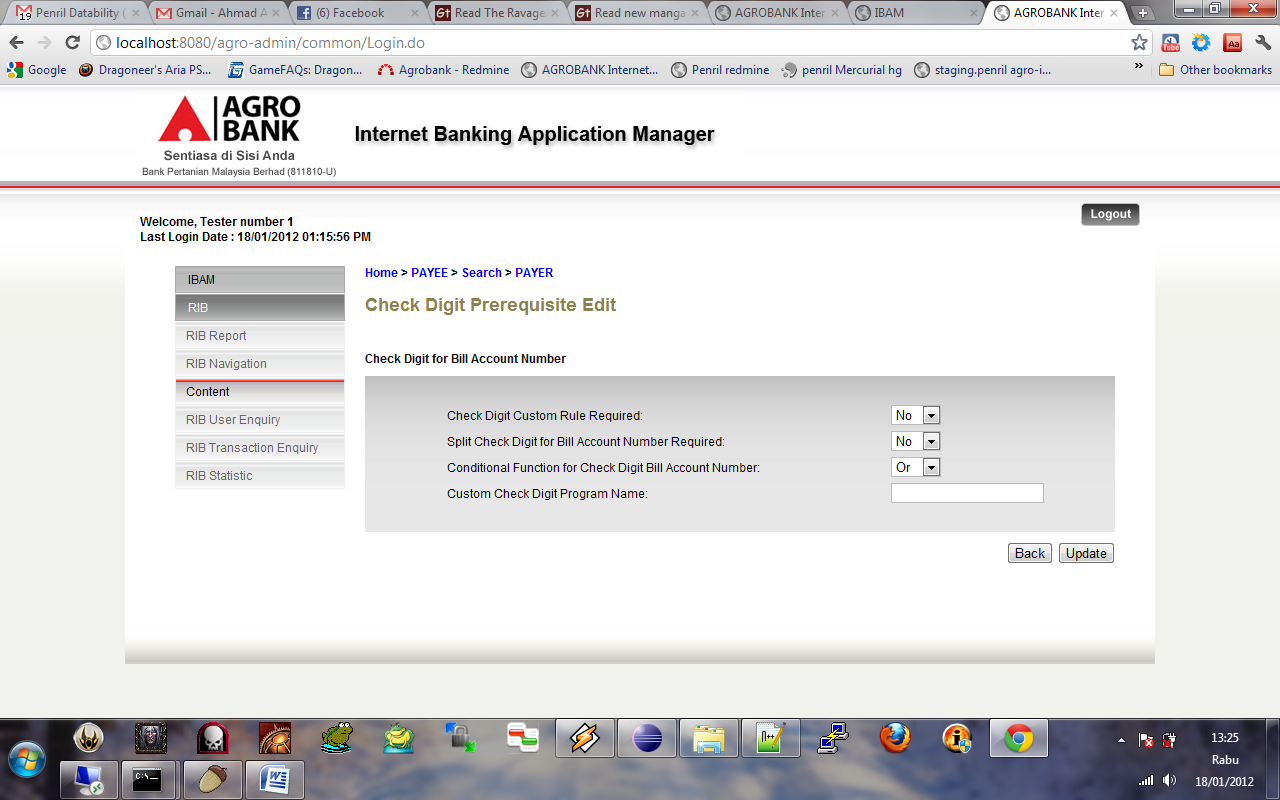 19 Penril Datability (
Gmail - Ahmad A
(6) Facebook
Read The Ravage
Read new manga
AGROBANK Inter
IBAM
AGROBANK Inter
localhost:8080/agro-admin/common/Login.do
Google
Dragoneer's Aria PS...
GameFAQs: Dragon...
Agrobank - Redmine
AGROBANK Internet...
Penril redmine
penril Mercurial hg
staging.penril agro-i...
»
Other bookmarks
AGRO
BANK
Sentiasa di Sisi Anda
Bank Pertanian Malaysia Berhad (811810-U)
Internet Banking Application Manager
Logout
Welcome, Tester number 1
Last Login Date : 18/01/2012 01:15:56 PM
IBAM
RIB
RIB Report
RIB Navigation
Content
RIB User Enquiry
RIB Transaction Enquiry
RIB Statistic
Home > PAYEE > Search > PAYER
Check Digit Prerequisite Edit
Check Digit for Bill Account Number
Check Digit Custom Rule Required: No
Split Check Digit for Bill Account Number Required: No
Conditional Function for Check Digit Bill Account Number: Or
Custom Check Digit Program Name:
Back Update
13:25
Rabu
18/01/2012